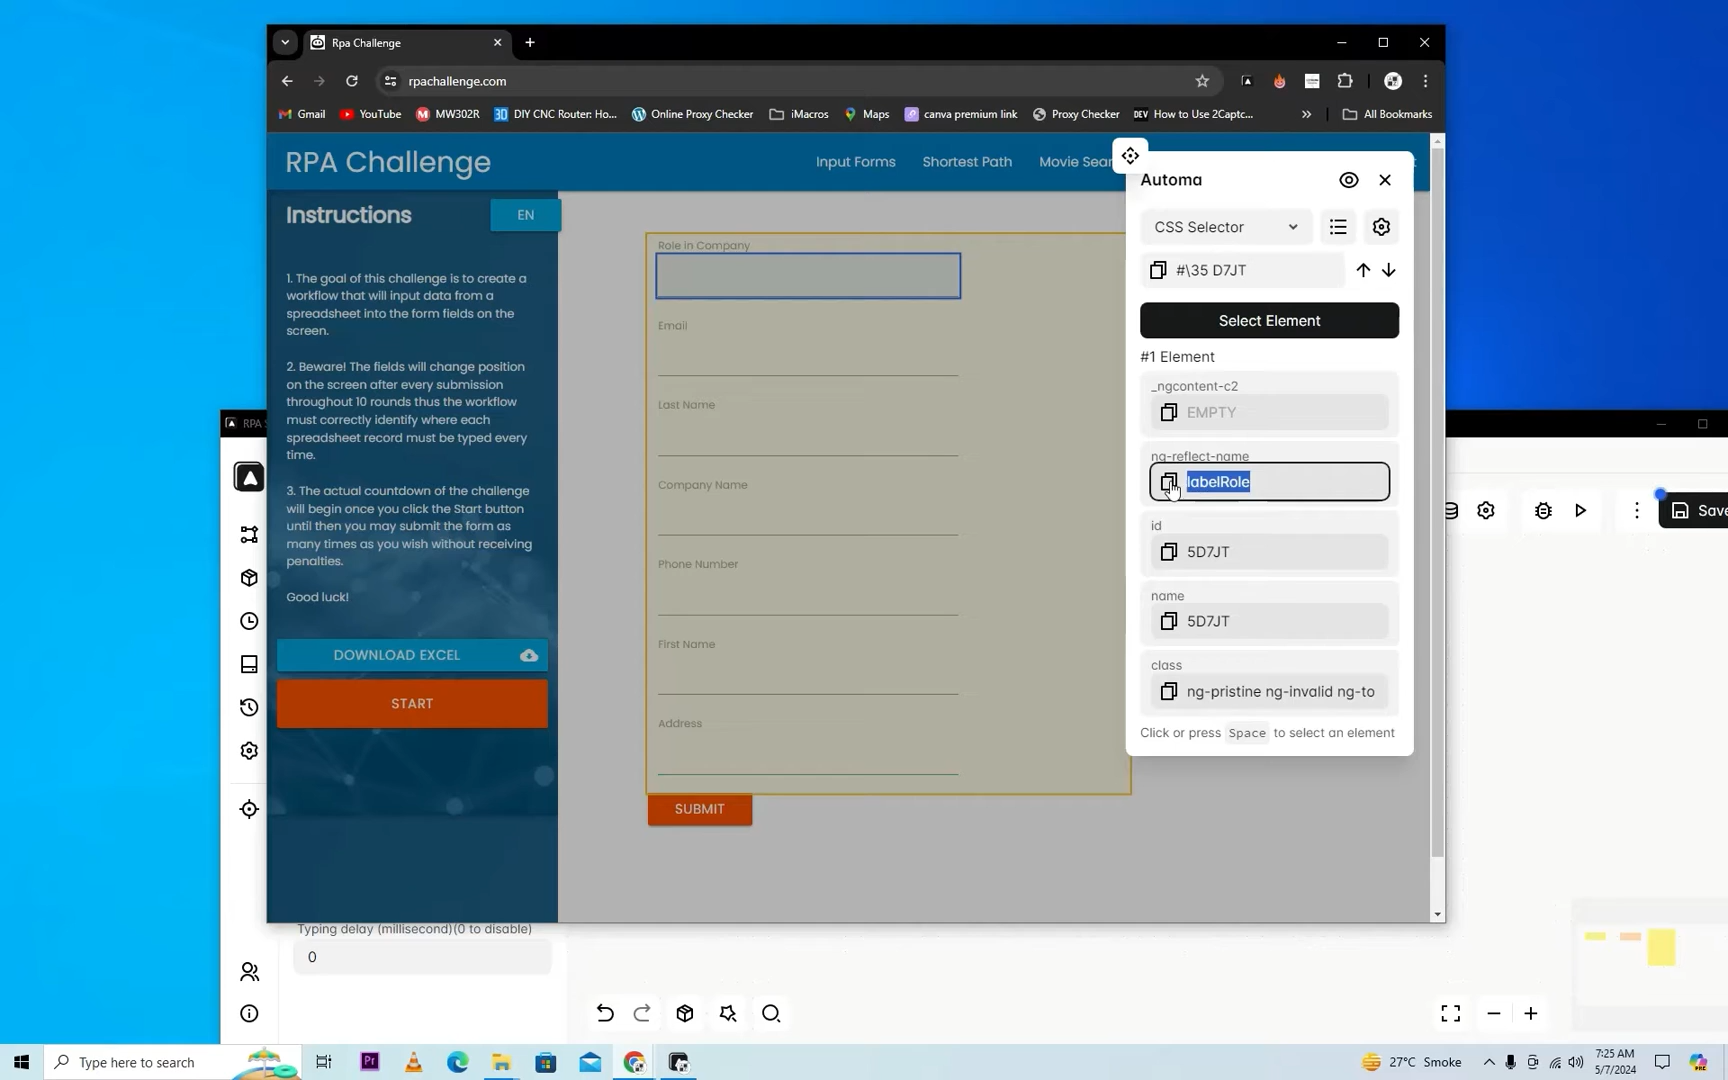 Rpa Challenge
rpachallenge.com
Gmail
YouTube
MW302R
DIY CNC Router: Ho...
Online Proxy Checker
iMacros
Maps
canva premium link
Proxy Checker
DEV
How to Use 2Captc...
All Bookmarks
RPA Challenge
Input Forms
Shortest Path
Movie Sear
Automa
CSS Selector
#\35 D7JT
Select Element
#1 Element
_ngcontent-c2
EMPTY
ng-reflect-name
labelRole
id
5D7JT
name
5D7JT
class
ng-pristine ng-invalid ng-to
Click or press Space to select an element
Instructions
EN
1. The goal of this challenge is to create a
workflow that will input data from a
spreadsheet into the form fields on the
screen.
2. Beware! The fields will change position
on the screen after every submission
throughout 10 rounds thus the workflow
must correctly identify where each
spreadsheet record must be typed every
time.
3. The actual countdown of the challenge
will begin once you click the Start button
until then you may submit the form as
many times as you wish without receiving
penalties.
Good luck!
DOWNLOAD EXCEL
START
Role in Company
Email
Last Name
Company Name
Phone Number
First Name
Address
SUBMIT
RPA S
Save
Typing delay (millisecond)(0 to disable)
0
Type here to search
Pr
27°C Smoke
7:25 AM
5/7/2024
PRE